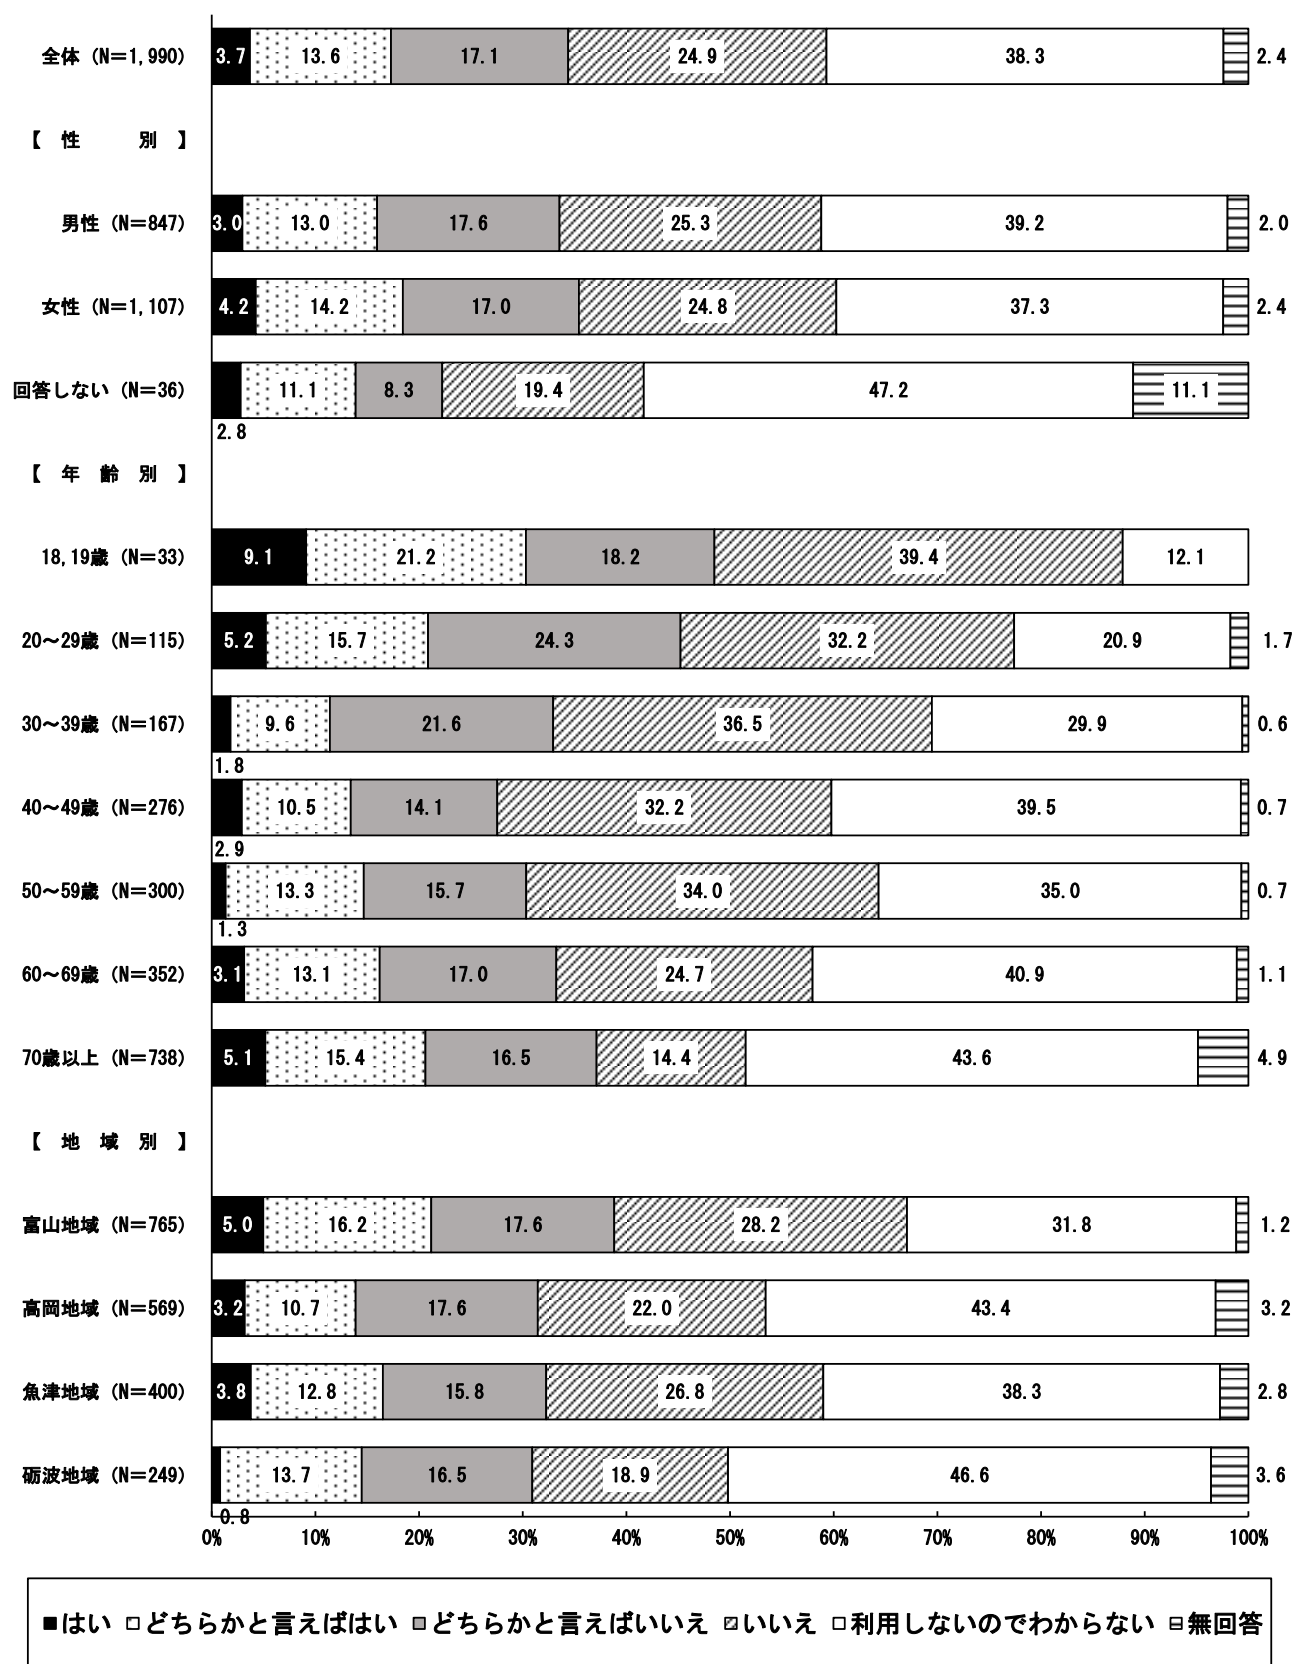 全体 (N=1,990) 3.7 13.6 17.1 24.9 38.3 2.4
【 性 別 】
男性 (N=847) 3.0 13.0 17.6 25.3 39.2 2.0
女性 (N=1,107) 4.2 14.2 17.0 24.8 37.3 2.4
回答しない (N=36) 11.1 8.3 19.4 47.2 11.1
2.8
【 年 齢 別 】
18,19歳 (N=33) 9.1 21.2 18.2 39.4 12.1
20～29歳 (N=115) 5.2 15.7 24.3 32.2 20.9 1.7
30～39歳 (N=167) 9.6 21.6 36.5 29.9 0.6
1.8
40～49歳 (N=276) 10.5 14.1 32.2 39.5 0.7
2.9
50～59歳 (N=300) 13.3 15.7 34.0 35.0 0.7
1.3
60～69歳 (N=352) 3.1 13.1 17.0 24.7 40.9 1.1
70歳以上 (N=738) 5.1 15.4 16.5 14.4 43.6 4.9
【 地 域 別 】
富山地域 (N=765) 5.0 16.2 17.6 28.2 31.8 1.2
高岡地域 (N=569) 3.2 10.7 17.6 22.0 43.4 3.2
魚津地域 (N=400) 3.8 12.8 15.8 26.8 38.3 2.8
砺波地域 (N=249) 13.7 16.5 18.9 46.6 3.6
0.8
0% 10% 20% 30% 40% 50% 60% 70% 80% 90% 100%
はい どちらかと言えばはい どちらかと言えばいいえ いいえ 利用しないのでわからない 無回答